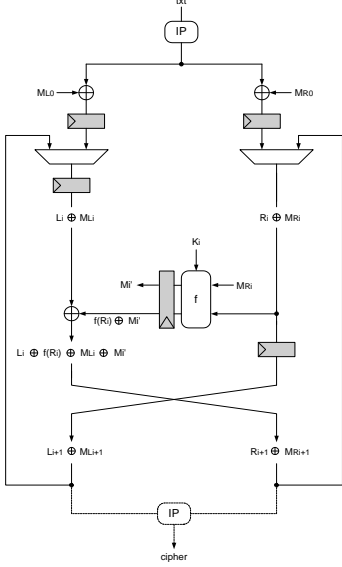 txt
IP
ML0
MR0
Li ⊕ MLi
Ri ⊕ MRi
Ki
Mi'
f
MRi
f(Ri) ⊕ Mi'
Li ⊕ f(Ri) ⊕ MLi ⊕ Mi'
Li+1 ⊕ MLi+1
Ri+1 ⊕ MRi+1
IP
cipher